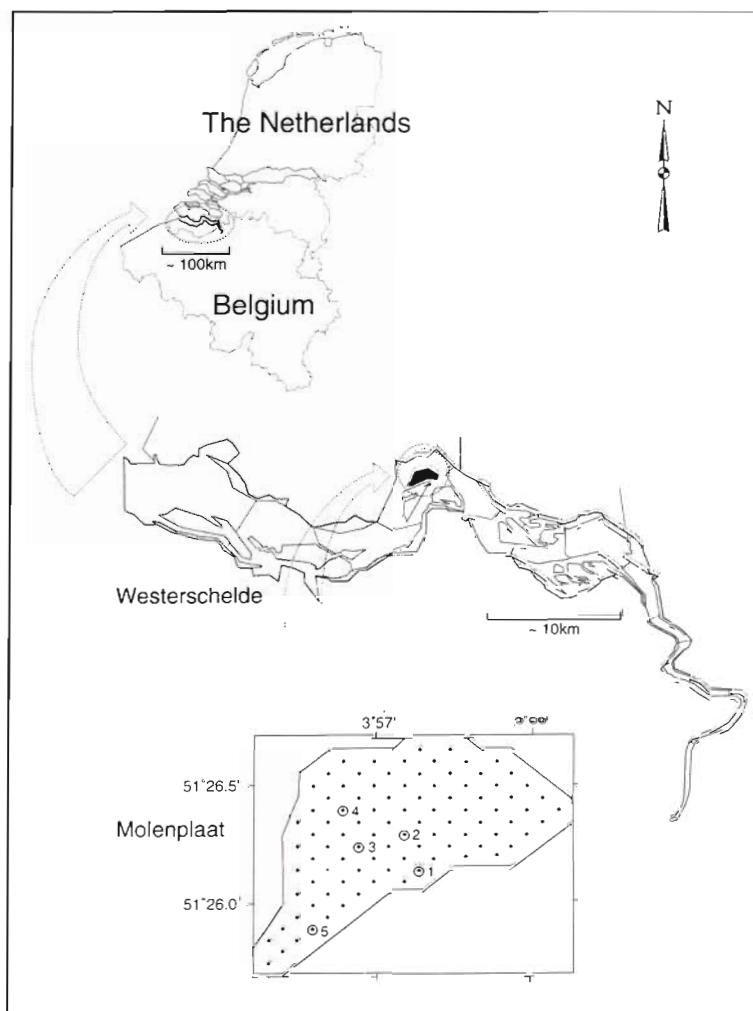 The Netherlands
N
~ 100km
Belgium
Westerschelde
~ 10km
3°57'
51°26.5'
Molenplaat
4
2
3
1
51°26.0'
5